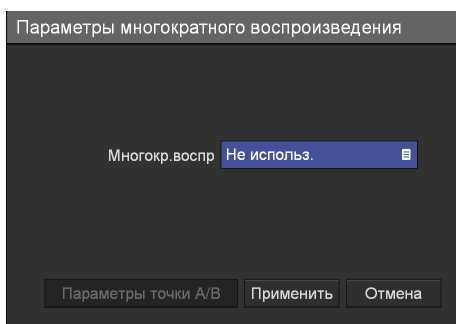 Параметры многократного воспроизведения
Многокр.воспр Не использ.
Параметры точки A/B Применить Отмена